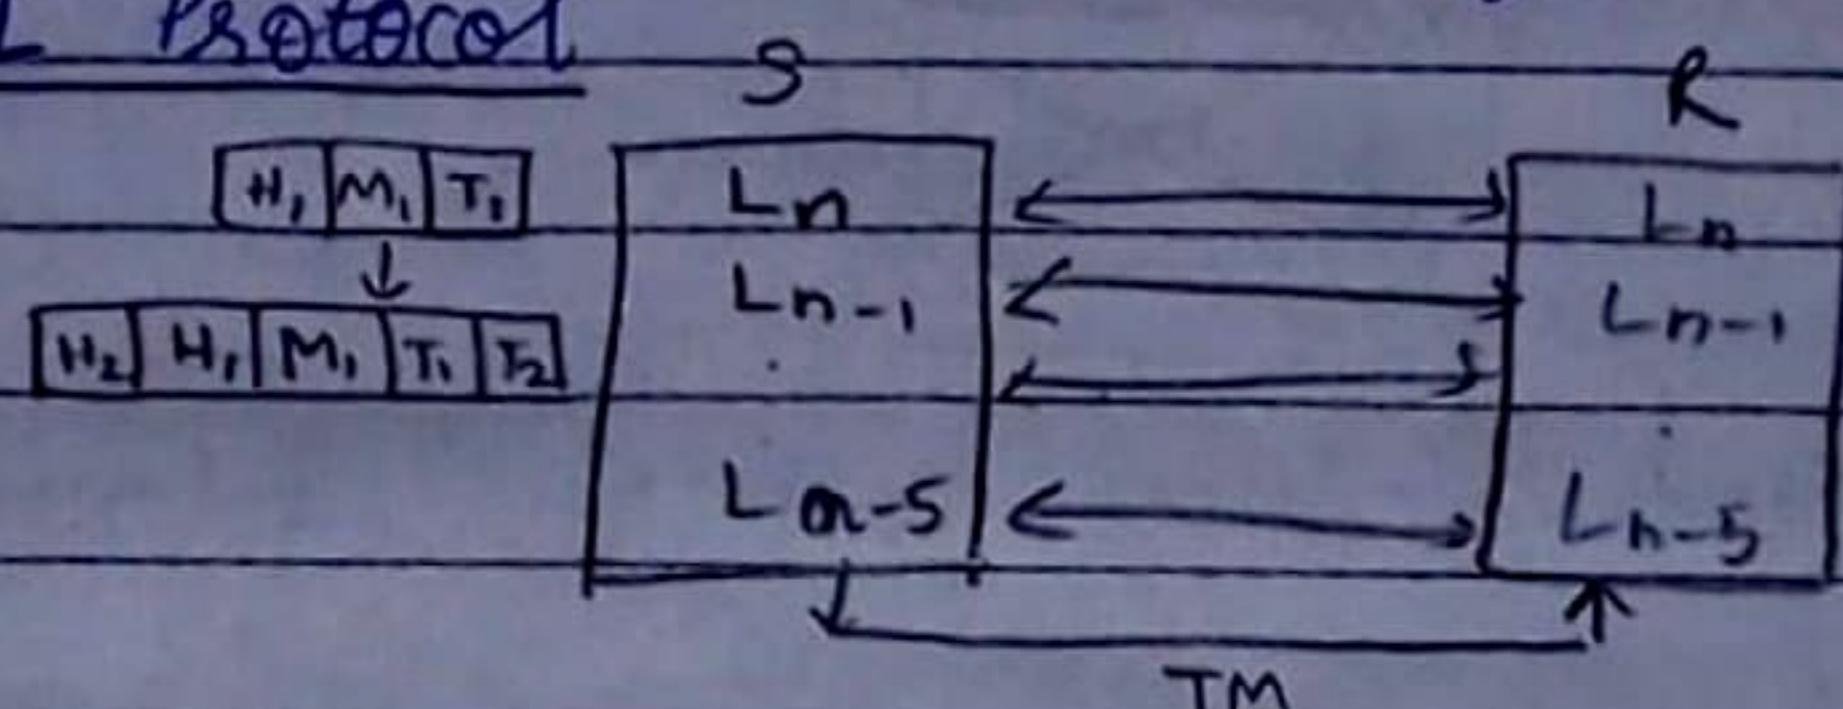 L Protocol
S R
H₁ M₁ T₁ Ln Ln
Ln-1 Ln-1
H₂ H₁ M₁ T₁ T₂
Ln-5 Ln-5
TM